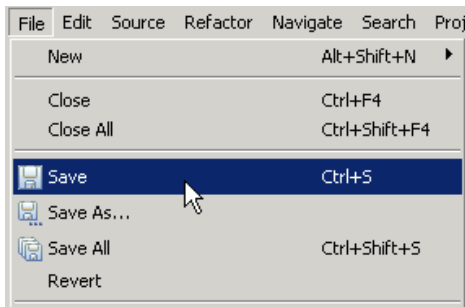 File Edit Source Refactor Navigate Search Proj
New Alt+Shift+N
Close Ctrl+F4
Close All Ctrl+Shift+F4
Save Ctrl+S
Save As...
Save All Ctrl+Shift+S
Revert